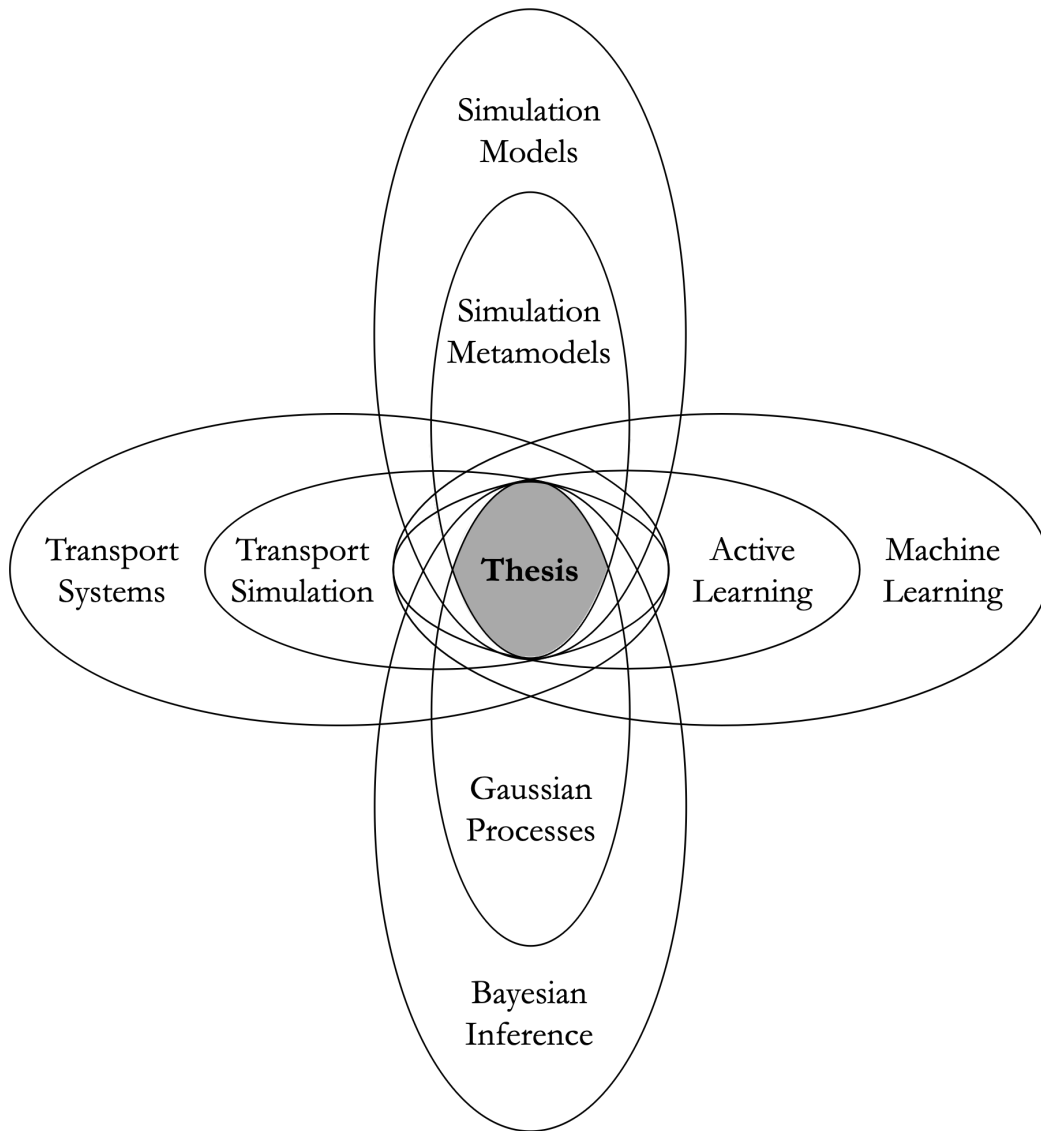 Simulation
Models
Simulation
Metamodels
Transport
Systems
Transport
Simulation
Thesis
Active
Learning
Machine
Learning
Gaussian
Processes
Bayesian
Inference